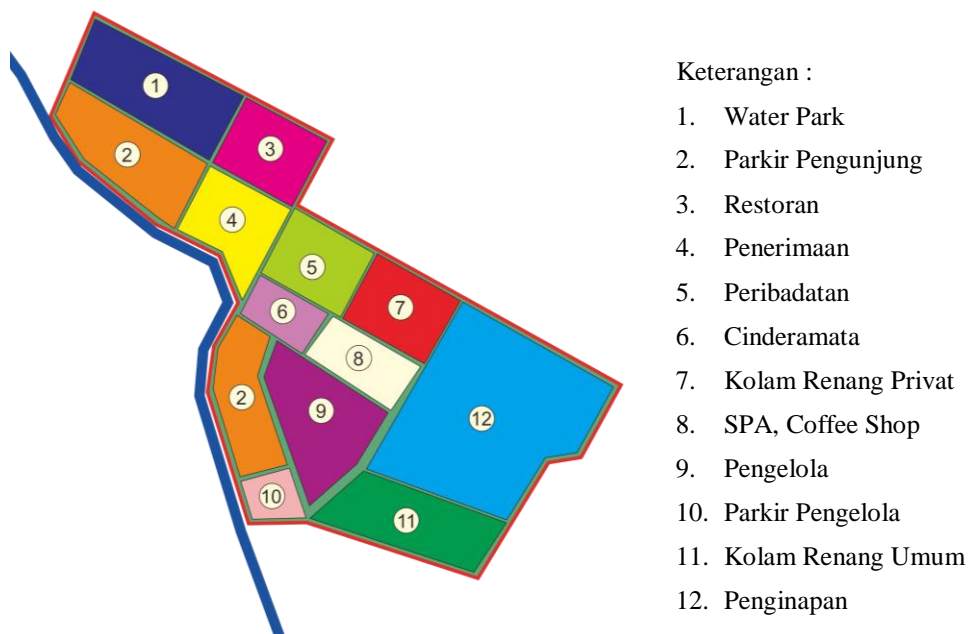 1
2
3
4
5
6
7
8
2
9
12
10
11
Keterangan :
1. Water Park
2. Parkir Pengunjung
3. Restoran
4. Penerimaan
5. Peribadatan
6. Cinderamata
7. Kolam Renang Privat
8. SPA, Coffee Shop
9. Pengelola
10. Parkir Pengelola
11. Kolam Renang Umum
12. Penginapan